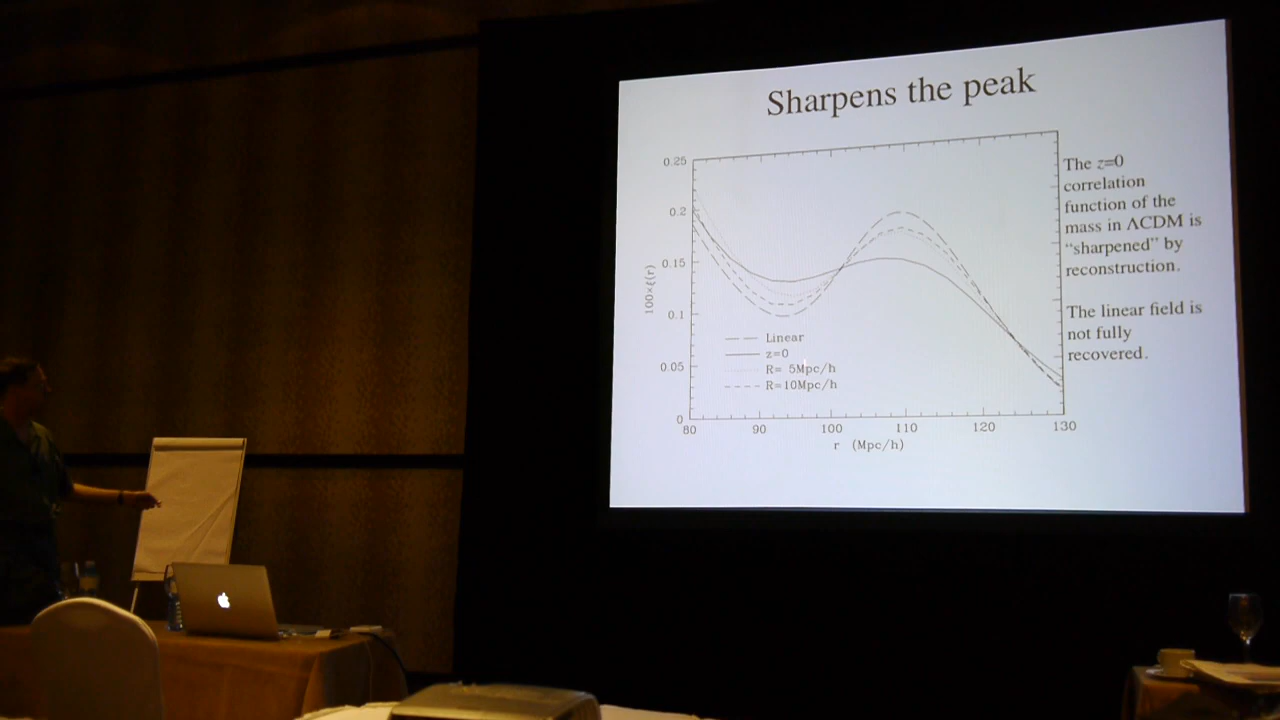 Sharpens the peak
0.25
0.2
0.15
0.1
0.05
0
100×ξ(r)
Linear
z=0
R= 5Mpc/h
R=10Mpc/h
80 90 100 110 120 130
r (Mpc/h)
The z=0
correlation
function of the
mass in ΛCDM is
“sharpened” by
reconstruction.
The linear field is
not fully
recovered.